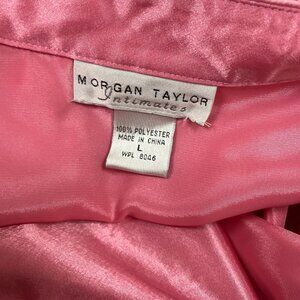 MORGAN TAYLOR
Intimates
100% POLYESTER
MADE IN CHINA
L
WPL 8046